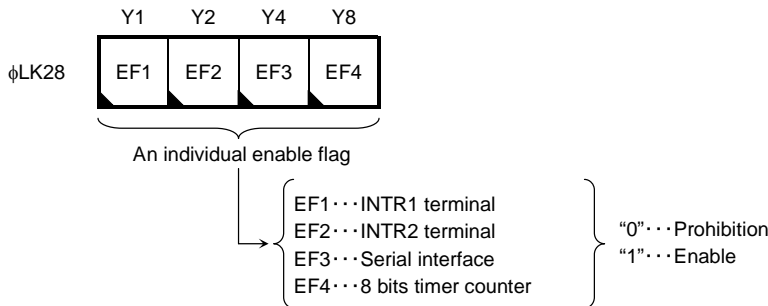 Y1 Y2 Y4 Y8
ϕLK28 EF1 EF2 EF3 EF4
An individual enable flag
EF1･･･INTR1 terminal
EF2･･･INTR2 terminal
EF3･･･Serial interface
EF4･･･8 bits timer counter
“0”･･･Prohibition
“1”･･･Enable